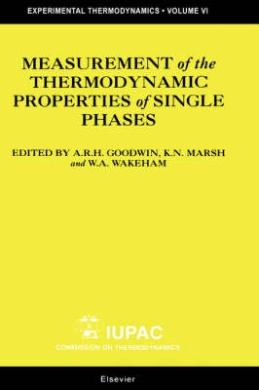 EXPERIMENTAL THERMODYNAMICS • VOLUME VI
MEASUREMENT of the
THERMODYNAMIC
PROPERTIES of SINGLE
PHASES
EDITED BY A.R.H. GOODWIN, K.N. MARSH
and W.A. WAKEHAM
IUPAC
COMMISSION ON THERMODYNAMICS
Elsevier